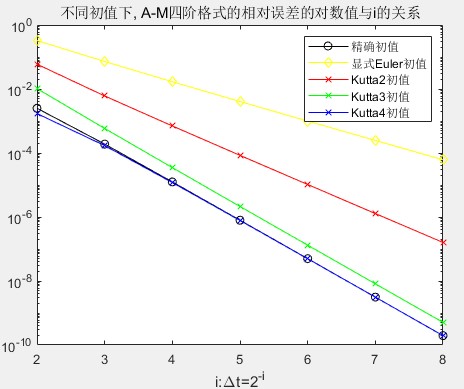 不同初值下, A-M四阶格式的相对误差的对数值与i的关系
10^0
10^-2
10^-4
10^-6
10^-8
10^-10
精确初值
显式Euler初值
Kutta2初值
Kutta3初值
Kutta4初值
2 3 4 5 6 7 8
i:Δt=2^-i